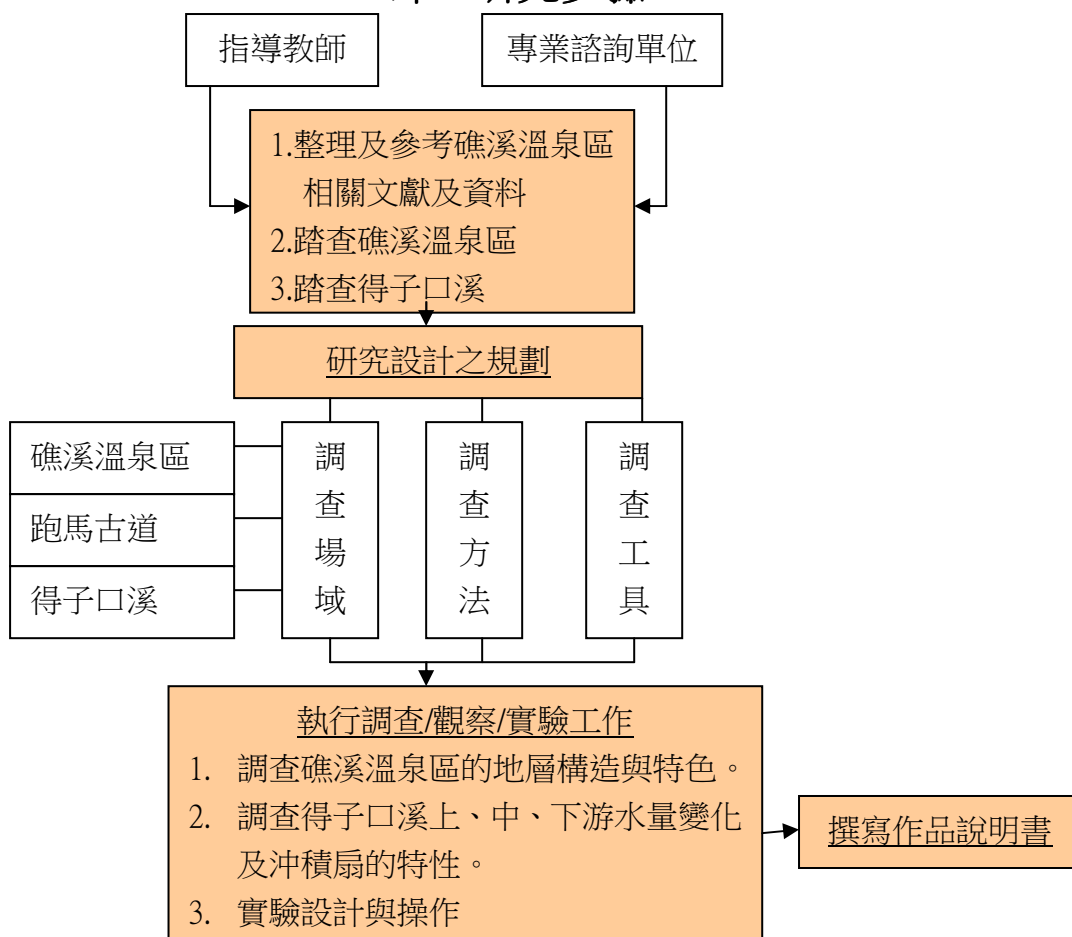 指導教師
專業諮詢單位
1.整理及參考礁溪溫泉區
相關文獻及資料
2.踏查礁溪溫泉區
3.踏查得子口溪
研究設計之規劃
礁溪溫泉區
跑馬古道
得子口溪
調查場域
調查方法
調查工具
執行調查/觀察/實驗工作
1. 調查礁溪溫泉區的地層構造與特色。
2. 調查得子口溪上、中、下游水量變化
及沖積扇的特性。
3. 實驗設計與操作
撰寫作品說明書